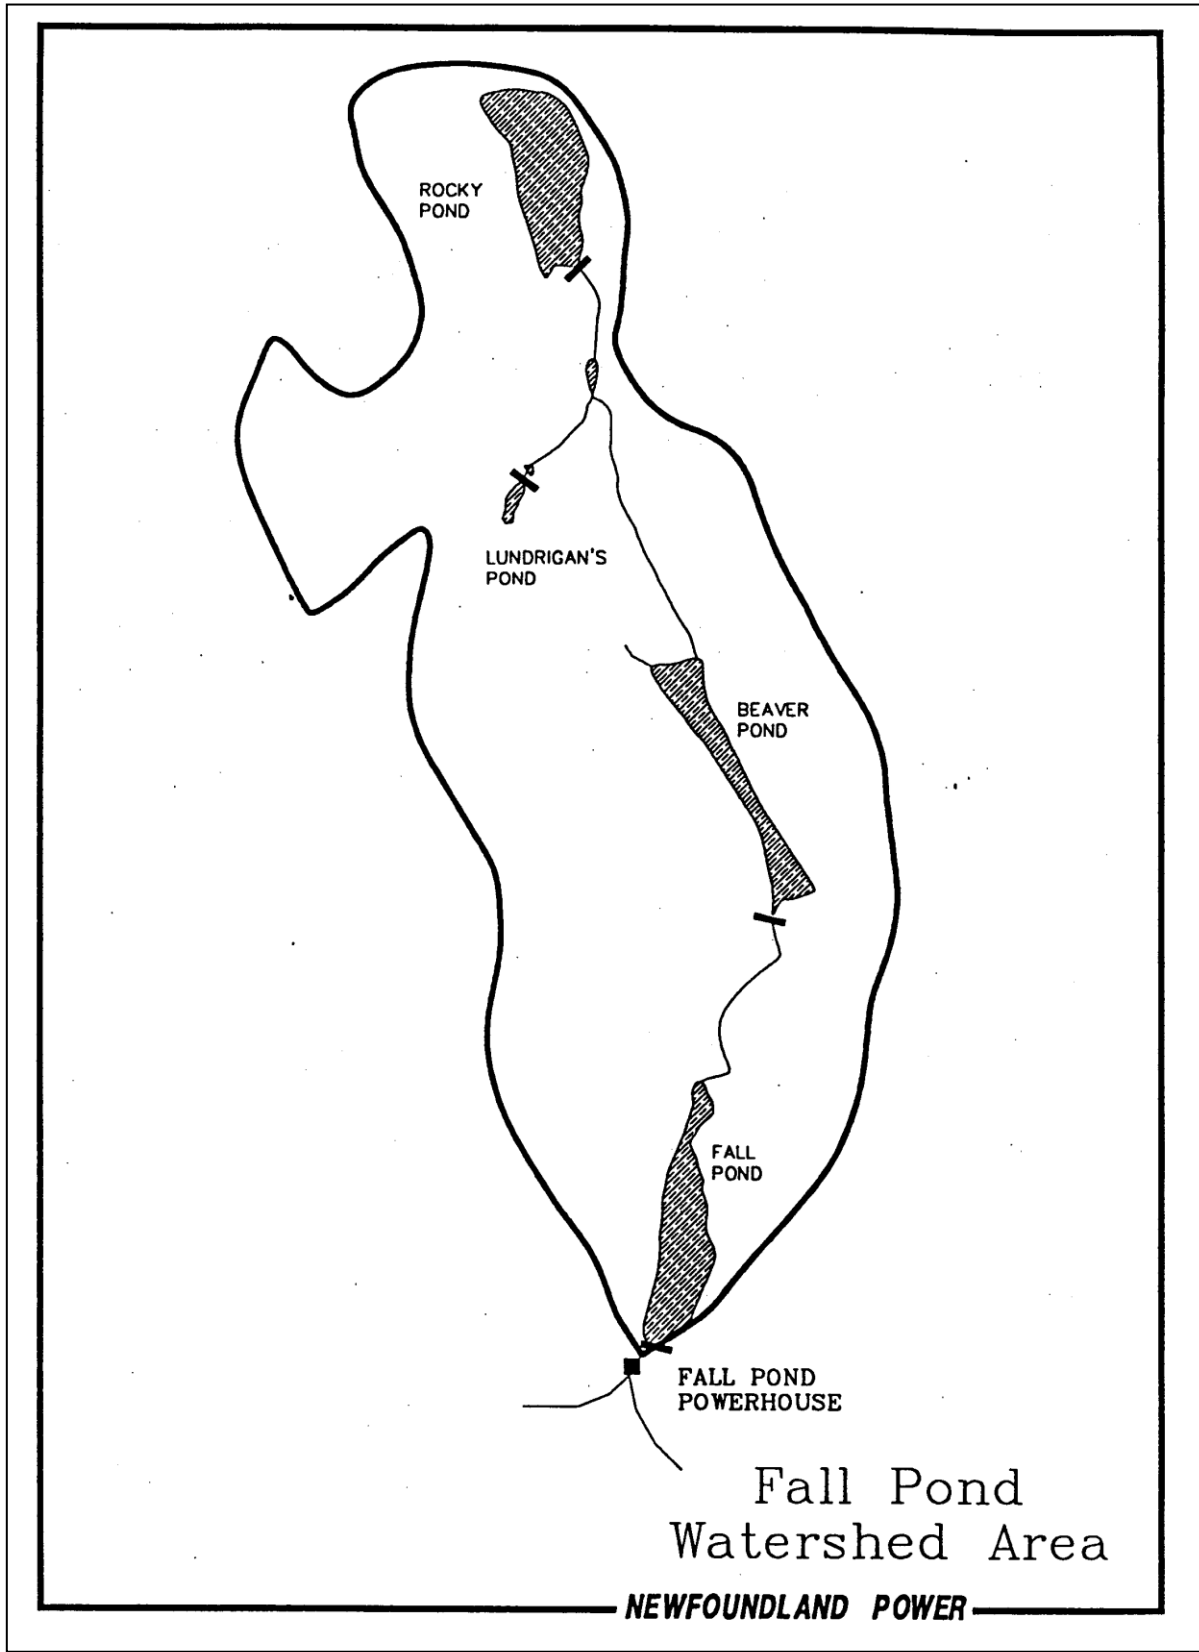 ROCKY
POND
LUNDRIGAN'S
POND
BEAVER
POND
FALL
POND
FALL POND
POWERHOUSE
Fall Pond
Watershed Area
NEWFOUNDLAND POWER